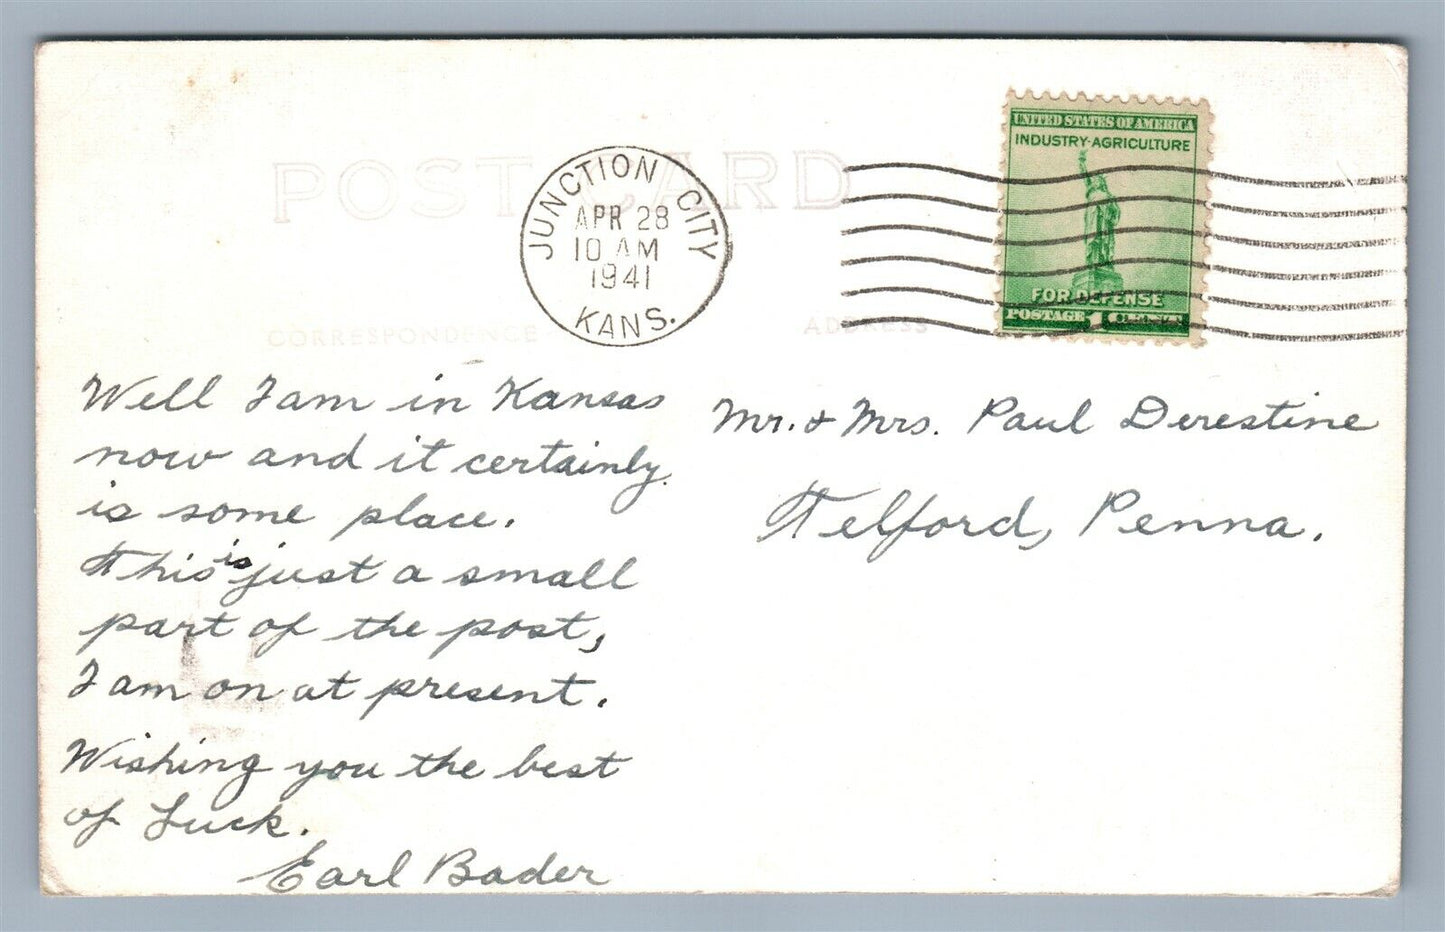 POST CARD
JUNCTION CITY
APR 28
10 AM
1941
KANS.
UNITED STATES OF AMERICA
INDUSTRY-AGRICULTURE
FOR DEFENSE
POSTAGE 1 CENT
CORRESPONDENCE
ADDRESS
Well I am in Kansas
now and it certainly
is some place.
This is just a small
part of the post,
I am on at present.
Wishing you the best
of Luck.
Earl Bader
Mr. & Mrs. Paul Derestine
Telford, Penna.